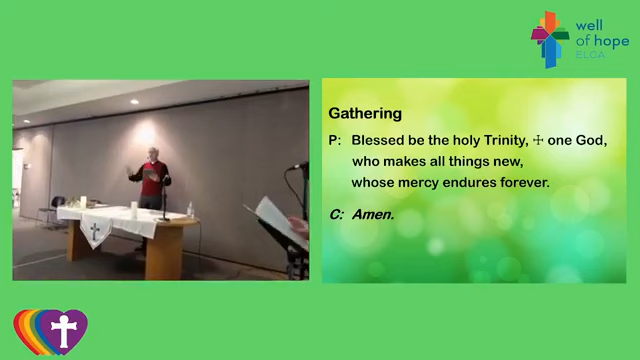 well
of hope
ELCA
Gathering
P: Blessed be the holy Trinity, ☩ one God,
who makes all things new,
whose mercy endures forever.
C: Amen.